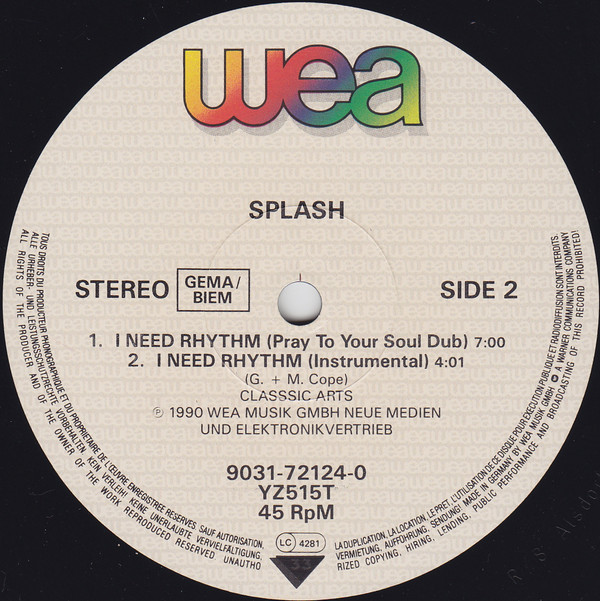 wea
SPLASH
STEREO
GEMA/
BIEM
SIDE 2
1. I NEED RHYTHM (Pray To Your Soul Dub) 7:00
2. I NEED RHYTHM (Instrumental) 4:01
(G. + M. Cope)
CLASSSIC ARTS
℗ 1990 WEA MUSIK GMBH NEUE MEDIEN
UND ELEKTRONIKVERTRIEB
9031-72124-0
YZ515T
45 RpM
LC 4281
33
TOUS DROITS DU PRODUCTEUR PHONOGRAPHIQUE ET DU PROPRIETAIRE DE L'ŒUVRE ENREGISTREE RESERVES. SAUF AUTORISATION,
LA DUPLICATION, LA LOCATION, LE PRET, L'UTILISATION DE CE DISQUE POUR EXECUTION PUBLIQUE ET RADIODIFFUSION SONT INTERDITS.
ALLE URHEBER- UND LEISTUNGSSCHUTZRECHTE VORBEHALTEN. KEIN VERLEIH! KEINE UNERLAUBTE VERVIELFÄLTIGUNG,
VERMIETUNG, AUFFÜHRUNG, SENDUNG! MADE IN GERMANY BY WEA MUSIK GMBH A WARNER COMMUNICATIONS COMPANY
ALL RIGHTS OF THE PRODUCER AND OF THE OWNER OF THE WORK REPRODUCED RESERVED UNAUTHO
RIZED COPYING, HIRING, LENDING, PUBLIC PERFORMANCE AND BROADCASTING OF THIS RECORD PROHIBITED!